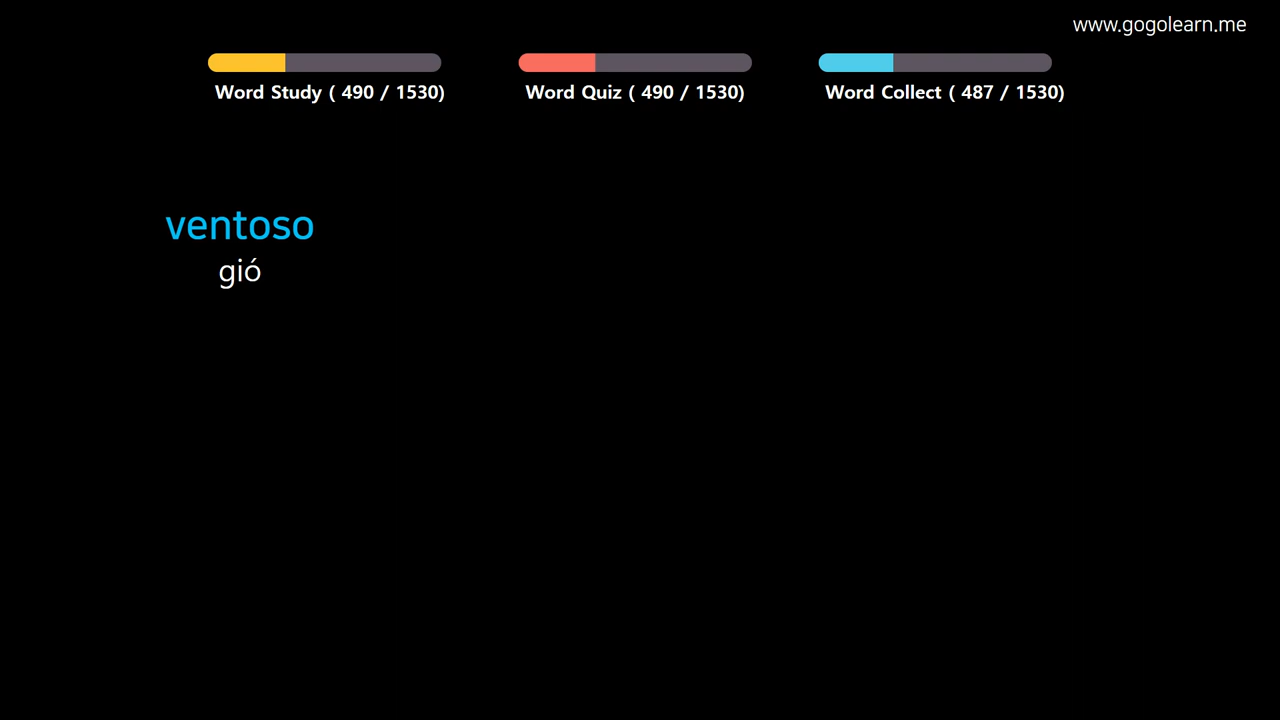 www.gogolearn.me
Word Study ( 490 / 1530)
Word Quiz ( 490 / 1530)
Word Collect ( 487 / 1530)
ventoso
gió